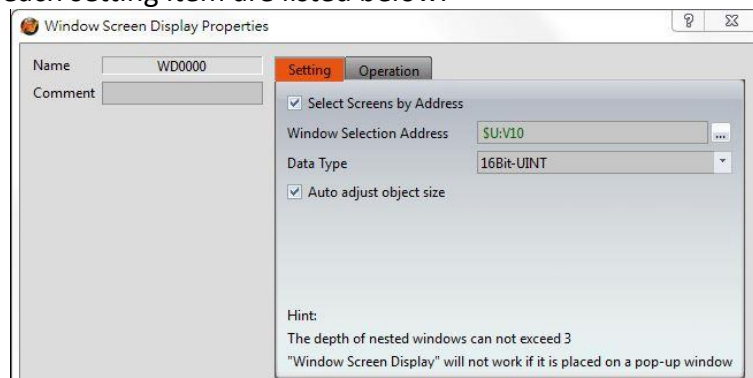 each setting item are listed below:
Window Screen Display Properties
Name WD0000
Comment
Setting Operation
Select Screens by Address
Window Selection Address $U:V10 ...
Data Type 16Bit-UINT
Auto adjust object size
Hint:
The depth of nested windows can not exceed 3
"Window Screen Display" will not work if it is placed on a pop-up window